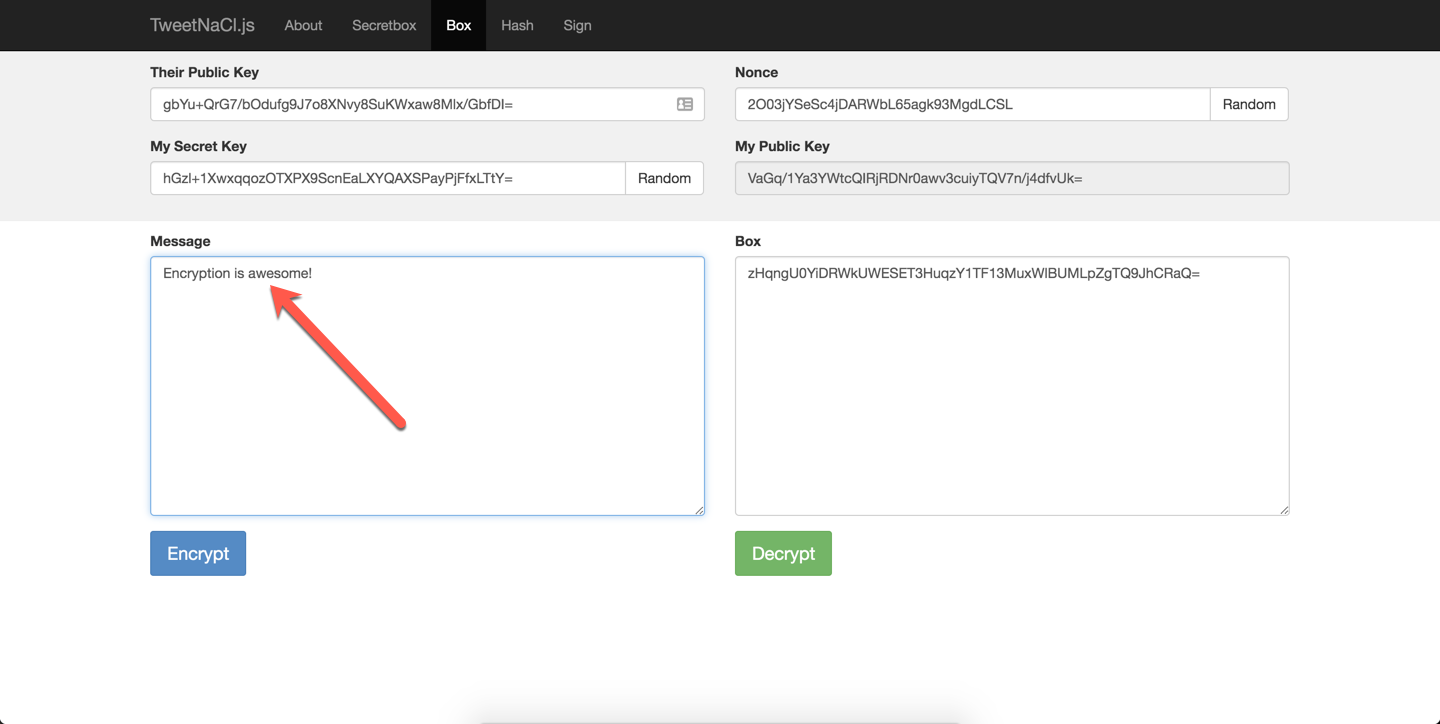 TweetNaCl.js About Secretbox Box Hash Sign
Their Public Key
gbYu+QrG7/bOdufg9J7o8XNvy8SuKWxaw8Mlx/GbfDI=
Nonce
2O03jYSeSc4jDARWbL65agk93MgdLCSL
Random
My Secret Key
hGzl+1XwxqqozOTXPX9ScnEaLXYQAXSPayPjFfxLTtY=
Random
My Public Key
VaGq/1Ya3YWtcQIRjRDNr0awv3cuiyTQV7n/j4dfvUk=
Message
Encryption is awesome!
Encrypt
Box
zHqngU0YiDRWkUWESET3HuqzY1TF13MuxWlBUMLpZgTQ9JhCRaQ=
Decrypt